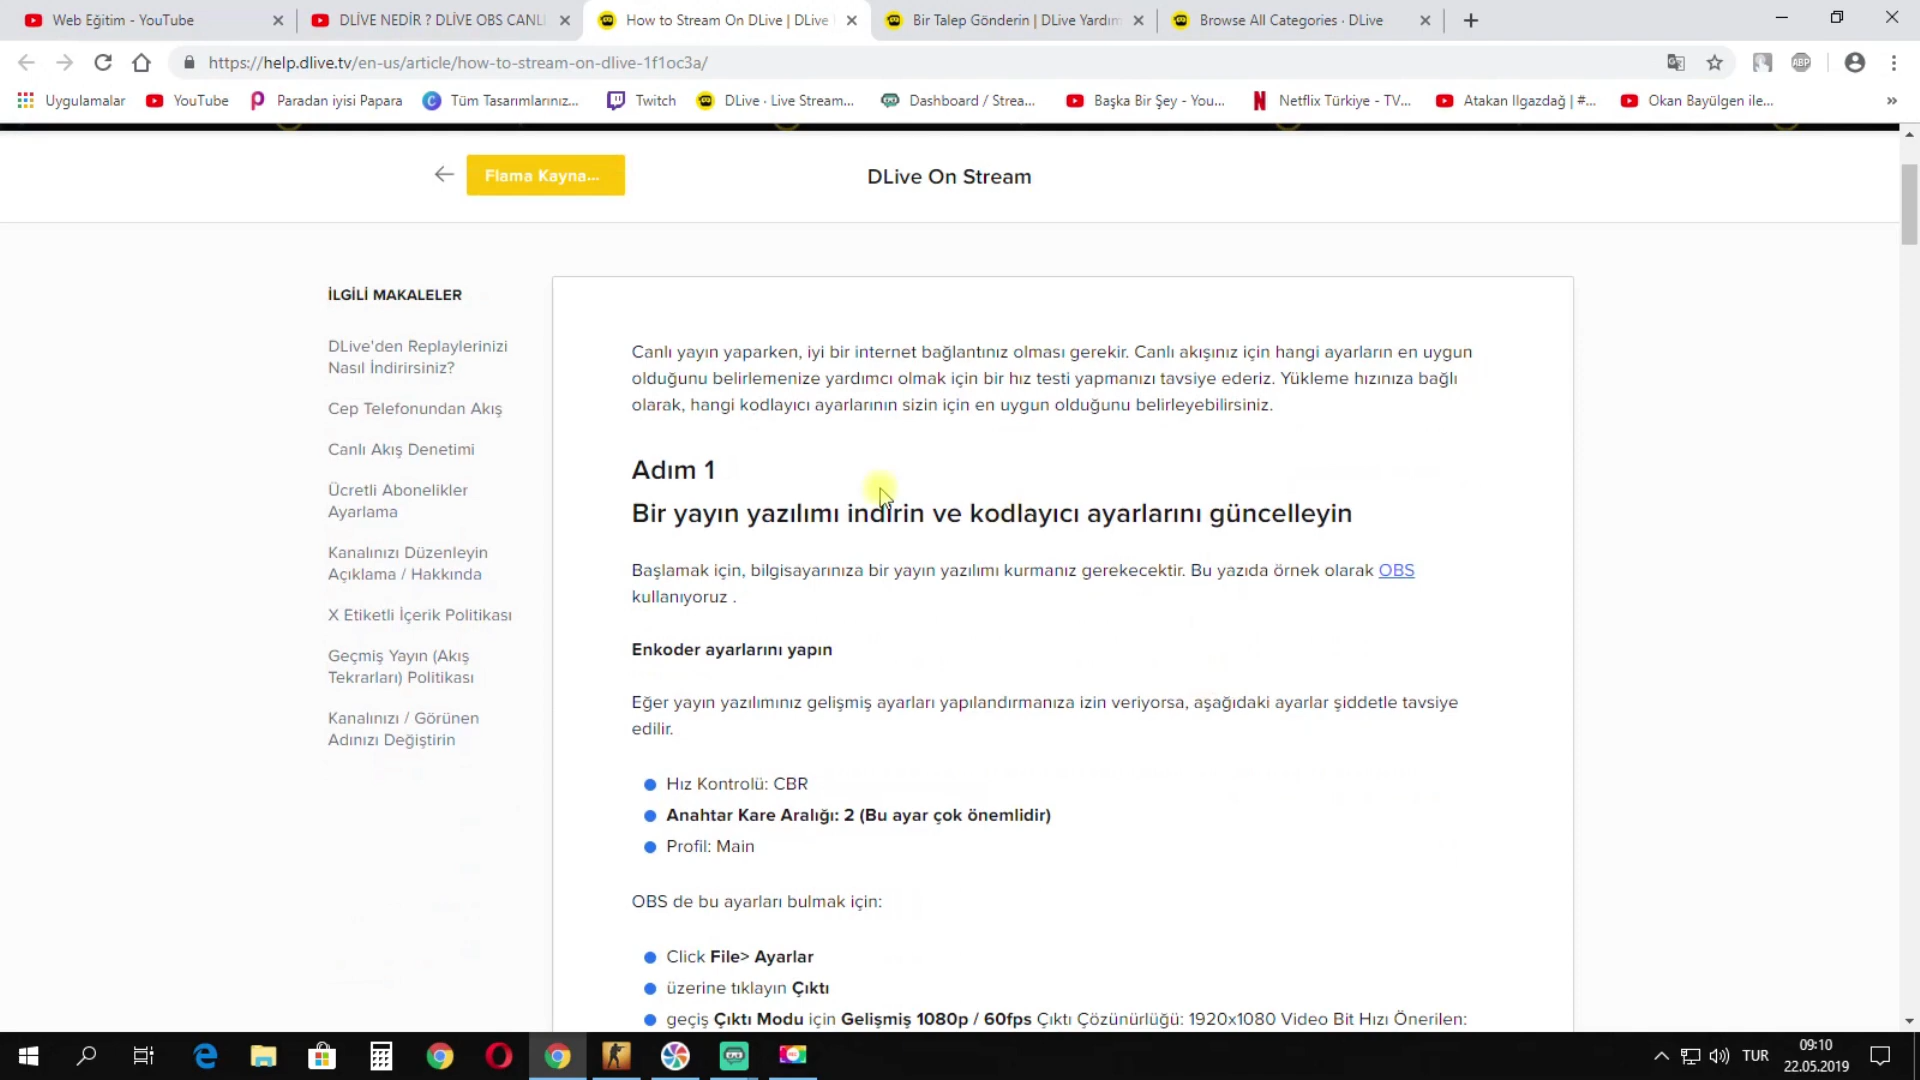 Web Eğitim - YouTube
DLİVE NEDİR ? DLİVE OBS CANLI
How to Stream On DLive | DLive
Bir Talep Gönderin | DLive Yardım
Browse All Categories · DLive
https://help.dlive.tv/en-us/article/how-to-stream-on-dlive-1f1oc3a/
ABP
Uygulamalar
YouTube
Paradan iyisi Papara
Tüm Tasarımlarınız...
Twitch
DLive · Live Stream...
Dashboard / Strea...
Başka Bir Şey - You...
Netflix Türkiye - TV...
Atakan Ilgazdağ | #...
Okan Bayülgen ile...
»
Flama Kayna...
DLive On Stream
İLGİLİ MAKALELER
DLive'den Replaylerinizi
Nasıl İndirirsiniz?
Cep Telefonundan Akış
Canlı Akış Denetimi
Ücretli Abonelikler
Ayarlama
Kanalınızı Düzenleyin
Açıklama / Hakkında
X Etiketli İçerik Politikası
Geçmiş Yayın (Akış
Tekrarları) Politikası
Kanalınızı / Görünen
Adınızı Değiştirin
Canlı yayın yaparken, iyi bir internet bağlantınız olması gerekir. Canlı akışınız için hangi ayarların en uygun
olduğunu belirlemenize yardımcı olmak için bir hız testi yapmanızı tavsiye ederiz. Yükleme hızınıza bağlı
olarak, hangi kodlayıcı ayarlarının sizin için en uygun olduğunu belirleyebilirsiniz.
Adım 1
Bir yayın yazılımı indirin ve kodlayıcı ayarlarını güncelleyin
Başlamak için, bilgisayarınıza bir yayın yazılımı kurmanız gerekecektir. Bu yazıda örnek olarak OBS
kullanıyoruz .
Enkoder ayarlarını yapın
Eğer yayın yazılımınız gelişmiş ayarları yapılandırmanıza izin veriyorsa, aşağıdaki ayarlar şiddetle tavsiye
edilir.
Hız Kontrolü: CBR
Anahtar Kare Aralığı: 2 (Bu ayar çok önemlidir)
Profil: Main
OBS de bu ayarları bulmak için:
Click File> Ayarlar
üzerine tıklayın Çıktı
geçiş Çıktı Modu için Gelişmiş 1080p / 60fps Çıktı Çözünürlüğü: 1920x1080 Video Bit Hızı Önerilen:
TUR
09:10
22.05.2019